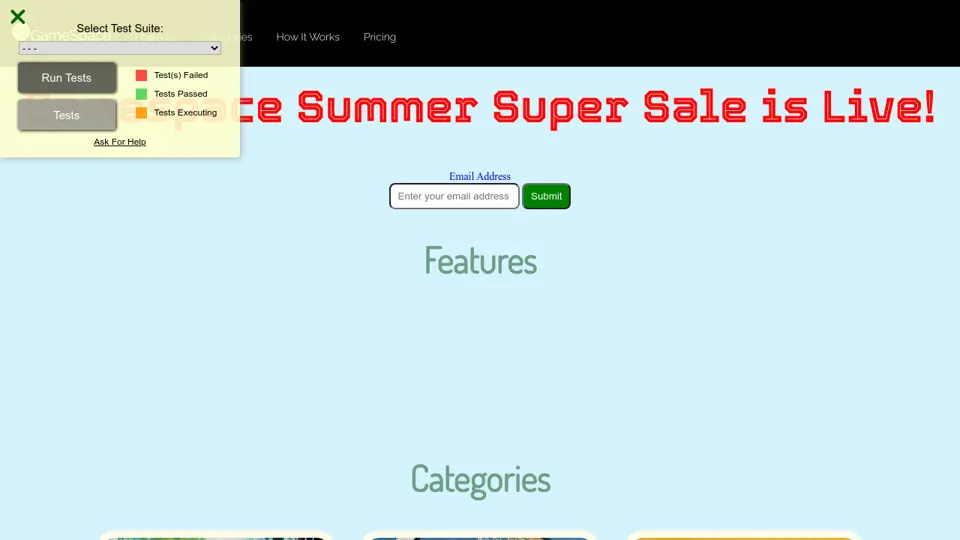 Select Test Suite:
- - -
Run Tests
Test(s) Failed
Tests Passed
Tests
Tests Executing
Ask For Help
GameSpace
How It Works
Pricing
Summer Super Sale is Live!
Email Address
Enter your email address
Submit
Features
Categories